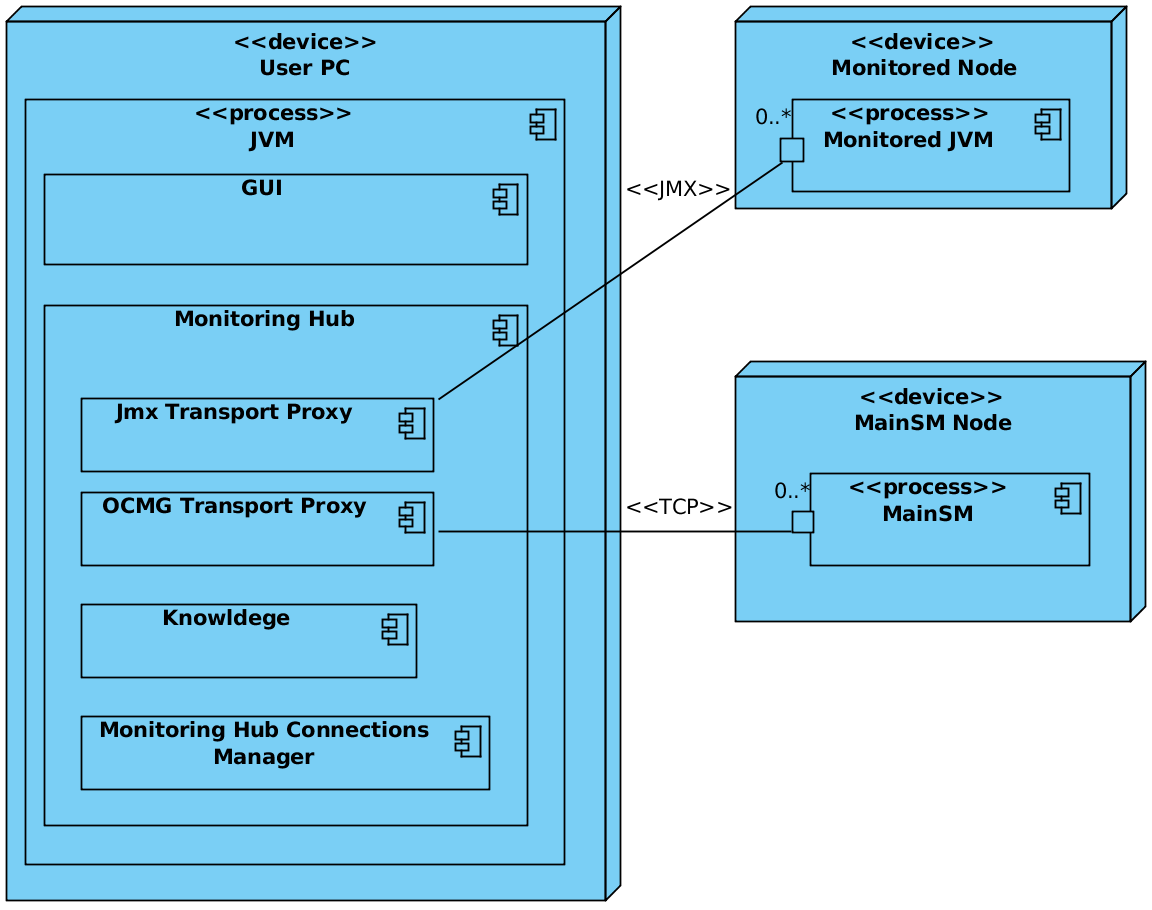 <<device>>
User PC
<<process>>
JVM
GUI
Monitoring Hub
Jmx Transport Proxy
OCMG Transport Proxy
Knowldege
Monitoring Hub Connections
Manager
<<JMX>>
<<TCP>>
<<device>>
Monitored Node
0..*
<<process>>
Monitored JVM
<<device>>
MainSM Node
0..*
<<process>>
MainSM